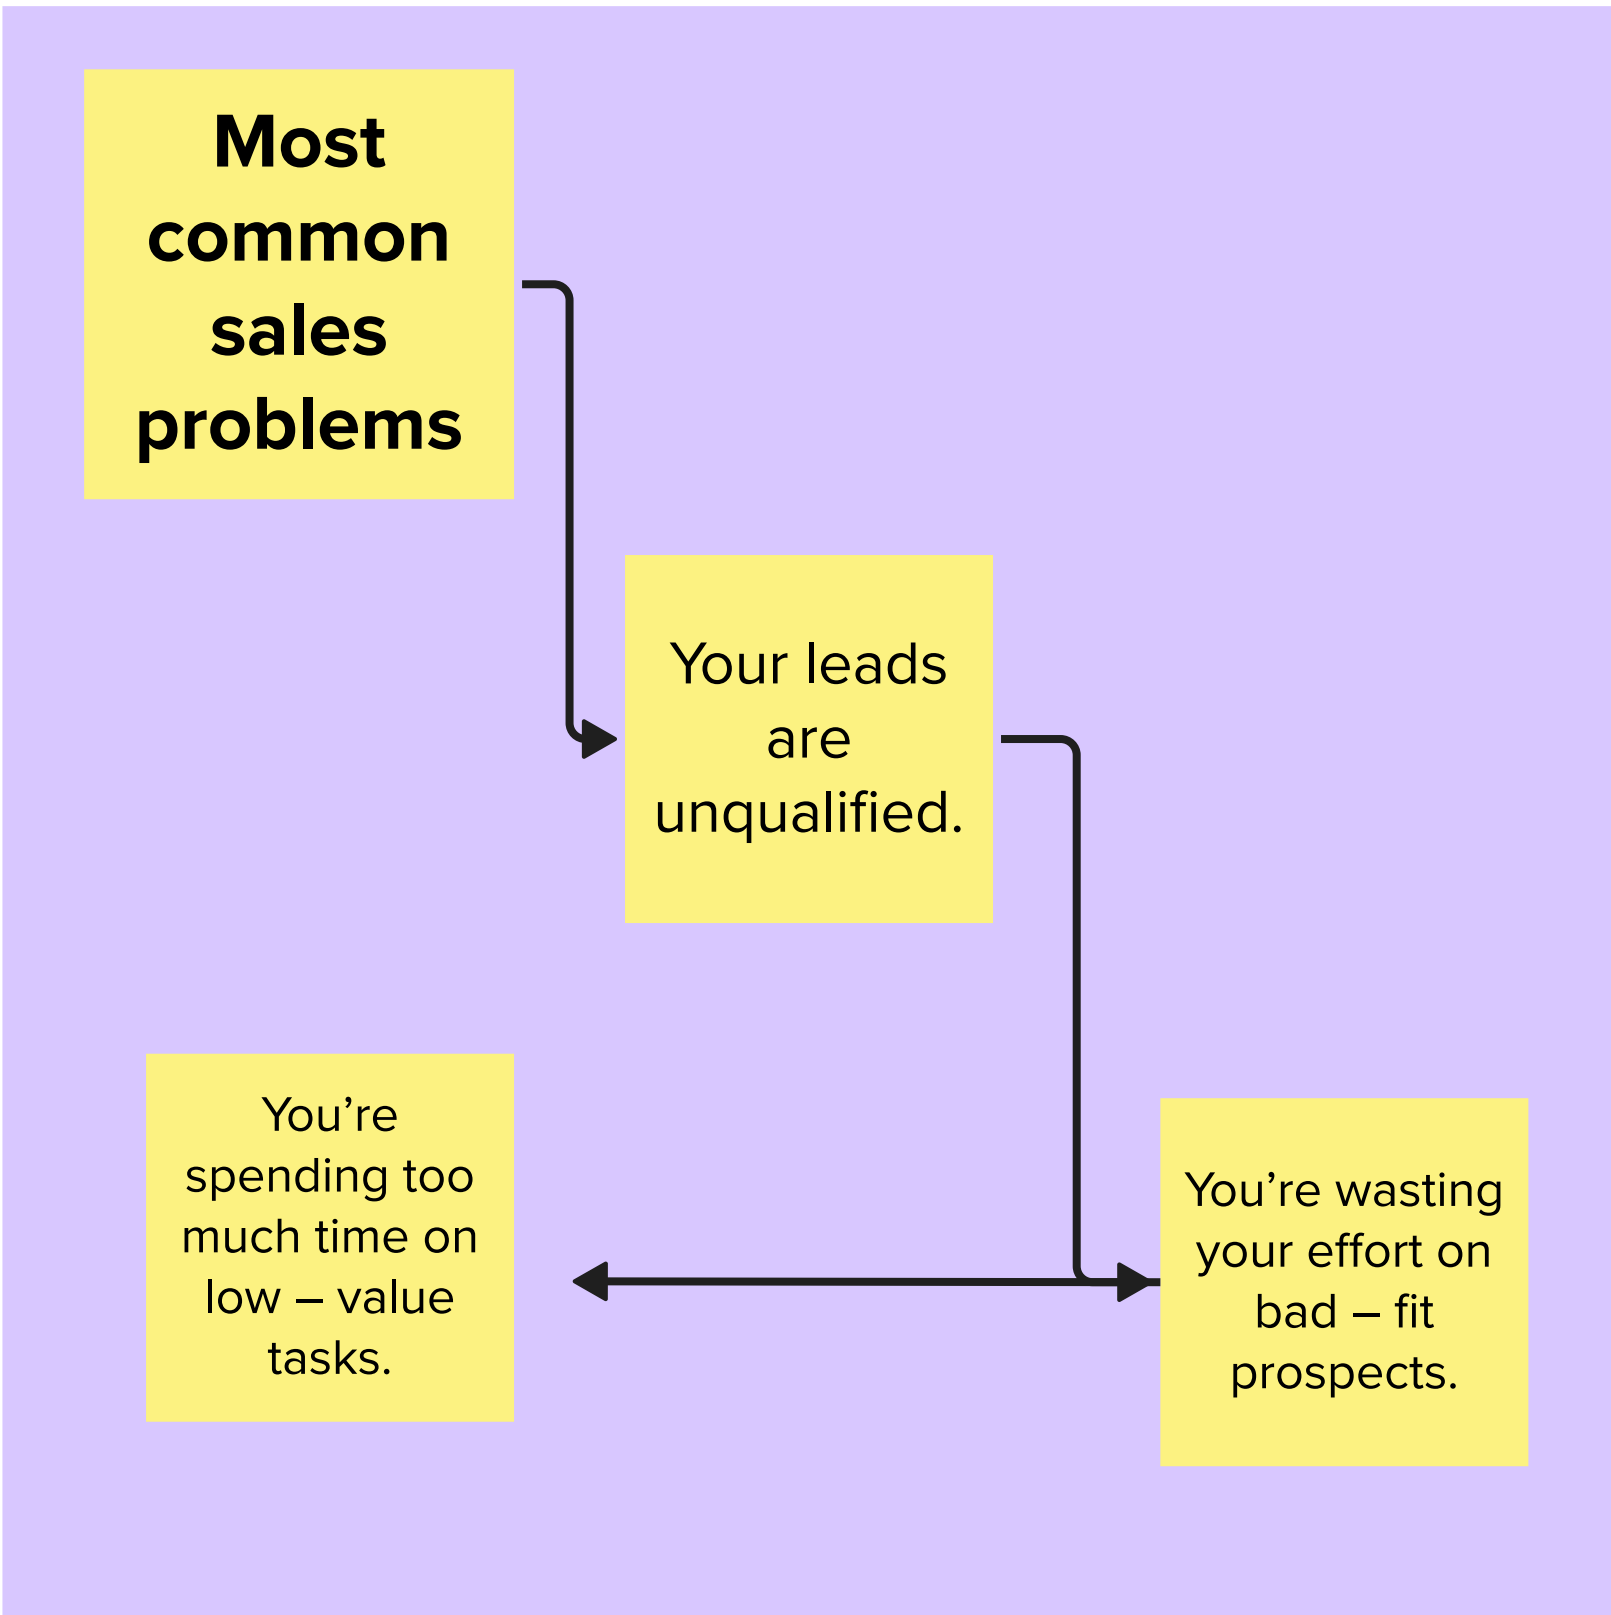 Most
common
sales
problems
Your leads
are
unqualified.
You’re wasting
your effort on
bad – fit
prospects.
You’re
spending too
much time on
low – value
tasks.